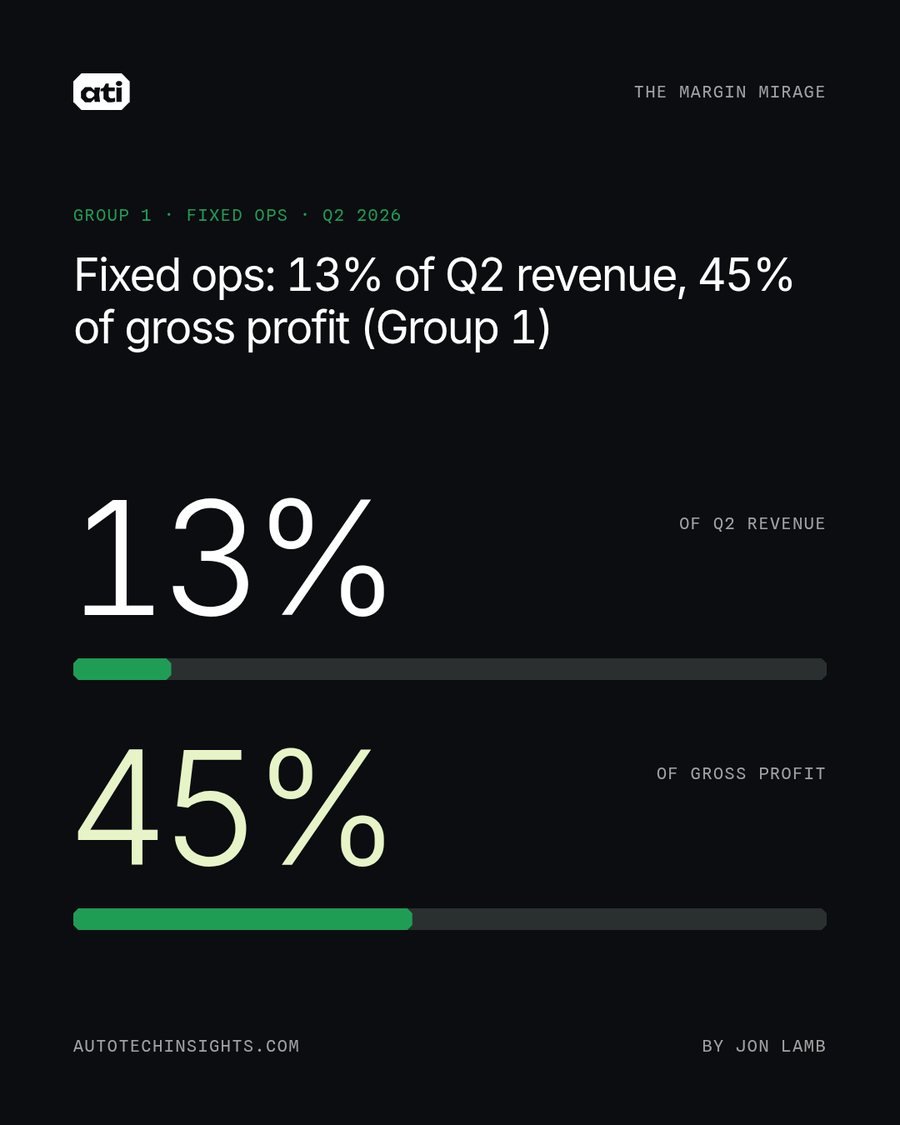 ati
THE MARGIN MIRAGE
GROUP 1 · FIXED OPS · Q2 2026
Fixed ops: 13% of Q2 revenue, 45%
of gross profit (Group 1)
13%
OF Q2 REVENUE
45%
OF GROSS PROFIT
AUTOTECHINSIGHTS.COM
BY JON LAMB